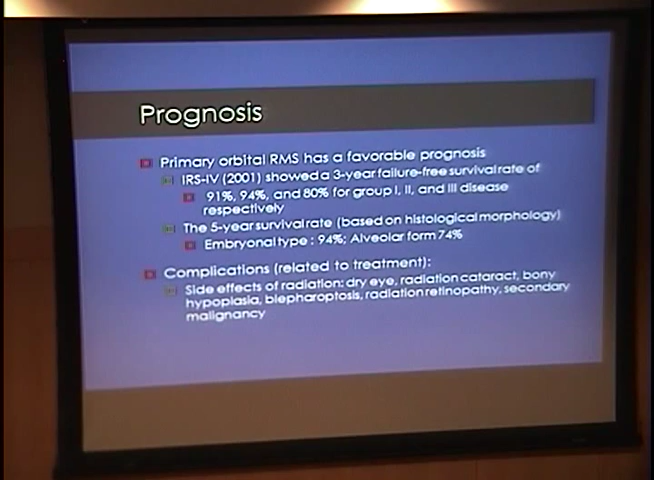 Prognosis
Primary orbital RMS has a favorable prognosis
IRS-IV (2001) showed a 3-year failure-free survival rate of
91%, 94%, and 80% for group I, II, and III disease
respectively
The 5-year survival rate (based on histological morphology)
Embryonal type : 94%; Alveolar form 74%
Complications (related to treatment):
Side effects of radiation: dry eye, radiation cataract, bony
hypoplasia, blepharoptosis, radiation retinopathy, secondary
malignancy